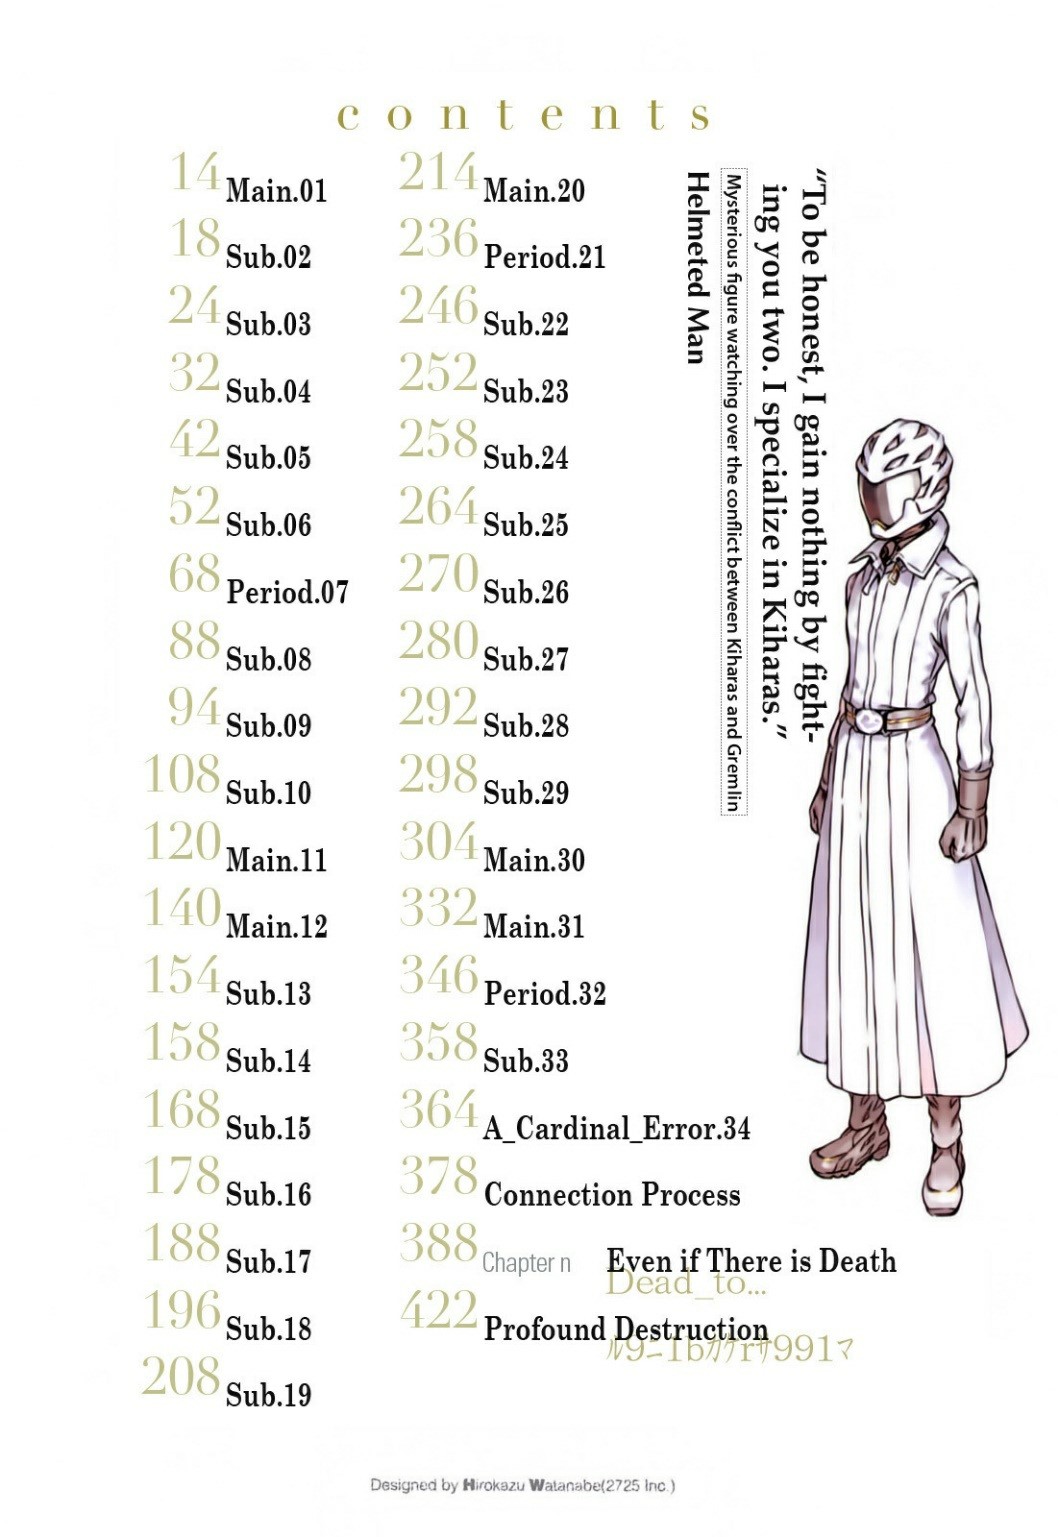 contents
14 Main.01
18 Sub.02
24 Sub.03
32 Sub.04
42 Sub.05
52 Sub.06
68 Period.07
88 Sub.08
94 Sub.09
108 Sub.10
120 Main.11
140 Main.12
154 Sub.13
158 Sub.14
168 Sub.15
178 Sub.16
188 Sub.17
196 Sub.18
208 Sub.19
214 Main.20
236 Period.21
246 Sub.22
252 Sub.23
258 Sub.24
264 Sub.25
270 Sub.26
280 Sub.27
292 Sub.28
298 Sub.29
304 Main.30
332 Main.31
346 Period.32
358 Sub.33
364 A_Cardinal_Error.34
378 Connection Process
388 Chapter n Even if There is Death
Dead_to...
422 Profound Destruction
ﾙ9ﾆ1bｶｹrｻ991ﾏ
“To be honest, I gain nothing by fight-
ing you two. I specialize in Kiharas.”
Mysterious figure watching over the conflict between Kiharas and Gremlin
Helmeted Man
Designed by Hirokazu Watanabe(2725 Inc.)